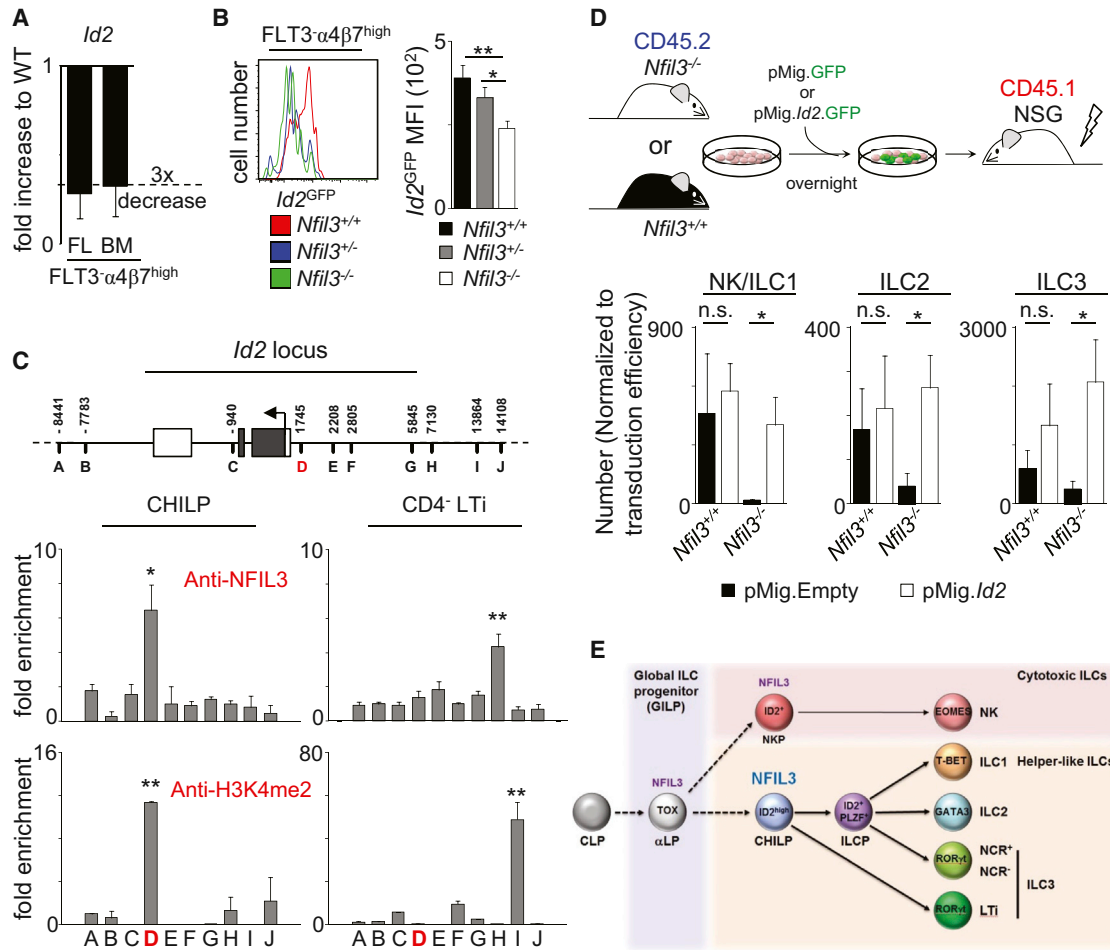 A
Id2
fold increase to WT
1
0
3x
decrease
FL BM
FLT3-α4β7high
B
FLT3-α4β7high
cell number
Id2GFP
Nfil3+/+
Nfil3+/-
Nfil3-/-
Id2GFP MFI (10²)
5
0
**
*
Nfil3+/+
Nfil3+/-
Nfil3-/-
C
Id2 locus
- 8441
- 7783
- 940
1745
2208
2805
5845
7130
13864
14108
A B C D E F G H I J
CHILP
CD4- LTi
fold enrichment
10
0
*
Anti-NFIL3
10
0
**
fold enrichment
16
0
**
Anti-H3K4me2
80
0
**
A B C D E F G H I J
A B C D E F G H I J
D
CD45.2
Nfil3-/-
or
Nfil3+/+
pMig.GFP
or
pMig.Id2.GFP
overnight
CD45.1
NSG
Number (Normalized to
transduction efficiency)
NK/ILC1
n.s.
*
900
0
Nfil3+/+
Nfil3-/-
ILC2
n.s.
*
400
0
Nfil3+/+
Nfil3-/-
ILC3
n.s.
*
3000
0
Nfil3+/+
Nfil3-/-
pMig.Empty
pMig.Id2
E
Global ILC
progenitor
(GILP)
Cytotoxic ILCs
NFIL3
ID2+
NKP
EOMES
NK
NFIL3
TOX
αLP
CLP
NFIL3
ID2high
CHILP
ID2+
PLZF+
ILCP
T-BET
ILC1
Helper-like ILCs
GATA3
ILC2
RORγt
NCR+
NCR-
ILC3
RORγt
LTi